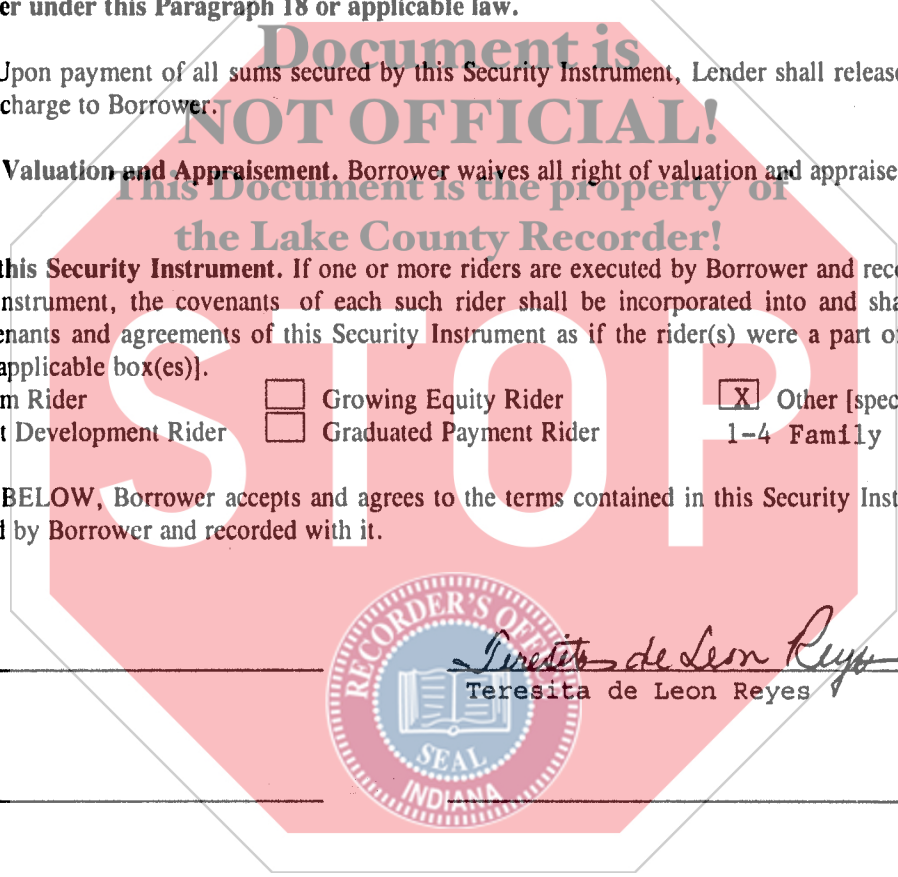 er under this Paragraph 18 or applicable law.
Document is
Upon payment of all sums secured by this Security Instrument, Lender shall release
charge to Borrower.
NOT OFFICIAL!
Valuation and Appraisement. Borrower waives all right of valuation and appraise
This Document is the property of
the Lake County Recorder!
this Security Instrument. If one or more riders are executed by Borrower and reco
nstrument, the covenants of each such rider shall be incorporated into and sha
enants and agreements of this Security Instrument as if the rider(s) were a part o
applicable box(es)].
m Rider Growing Equity Rider X Other [spec
t Development Rider Graduated Payment Rider 1-4 Family
STOP
BELOW, Borrower accepts and agrees to the terms contained in this Security Inst
d by Borrower and recorded with it.
RECORDER'S OFFICE
Teresita de Leon Reyes
Teresita de Leon Reyes
SEAL
INDIANA